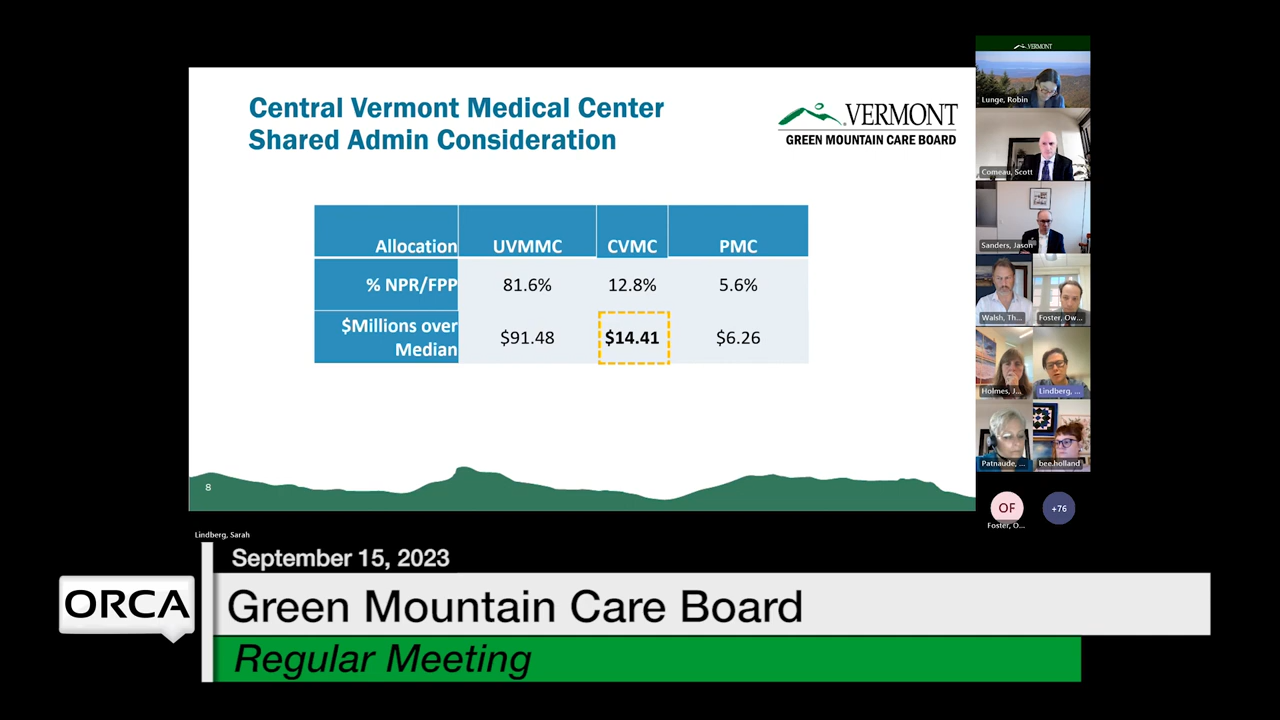 Central Vermont Medical Center
Shared Admin Consideration
VERMONT
GREEN MOUNTAIN CARE BOARD
Allocation UVMMC CVMC PMC
% NPR/FPP 81.6% 12.8% 5.6%
$Millions over
Median $91.48 $14.41 $6.26
8
VERMONT
Lunge, Robin
Comeau, Scott
Sanders, Jason
Walsh, Th... Foster, Ow...
Holmes, J... Lindberg, ...
Patnaude, ... bee.holland
OF +76
Foster, O...
Lindberg, Sarah
September 15, 2023
ORCA
Green Mountain Care Board
Regular Meeting